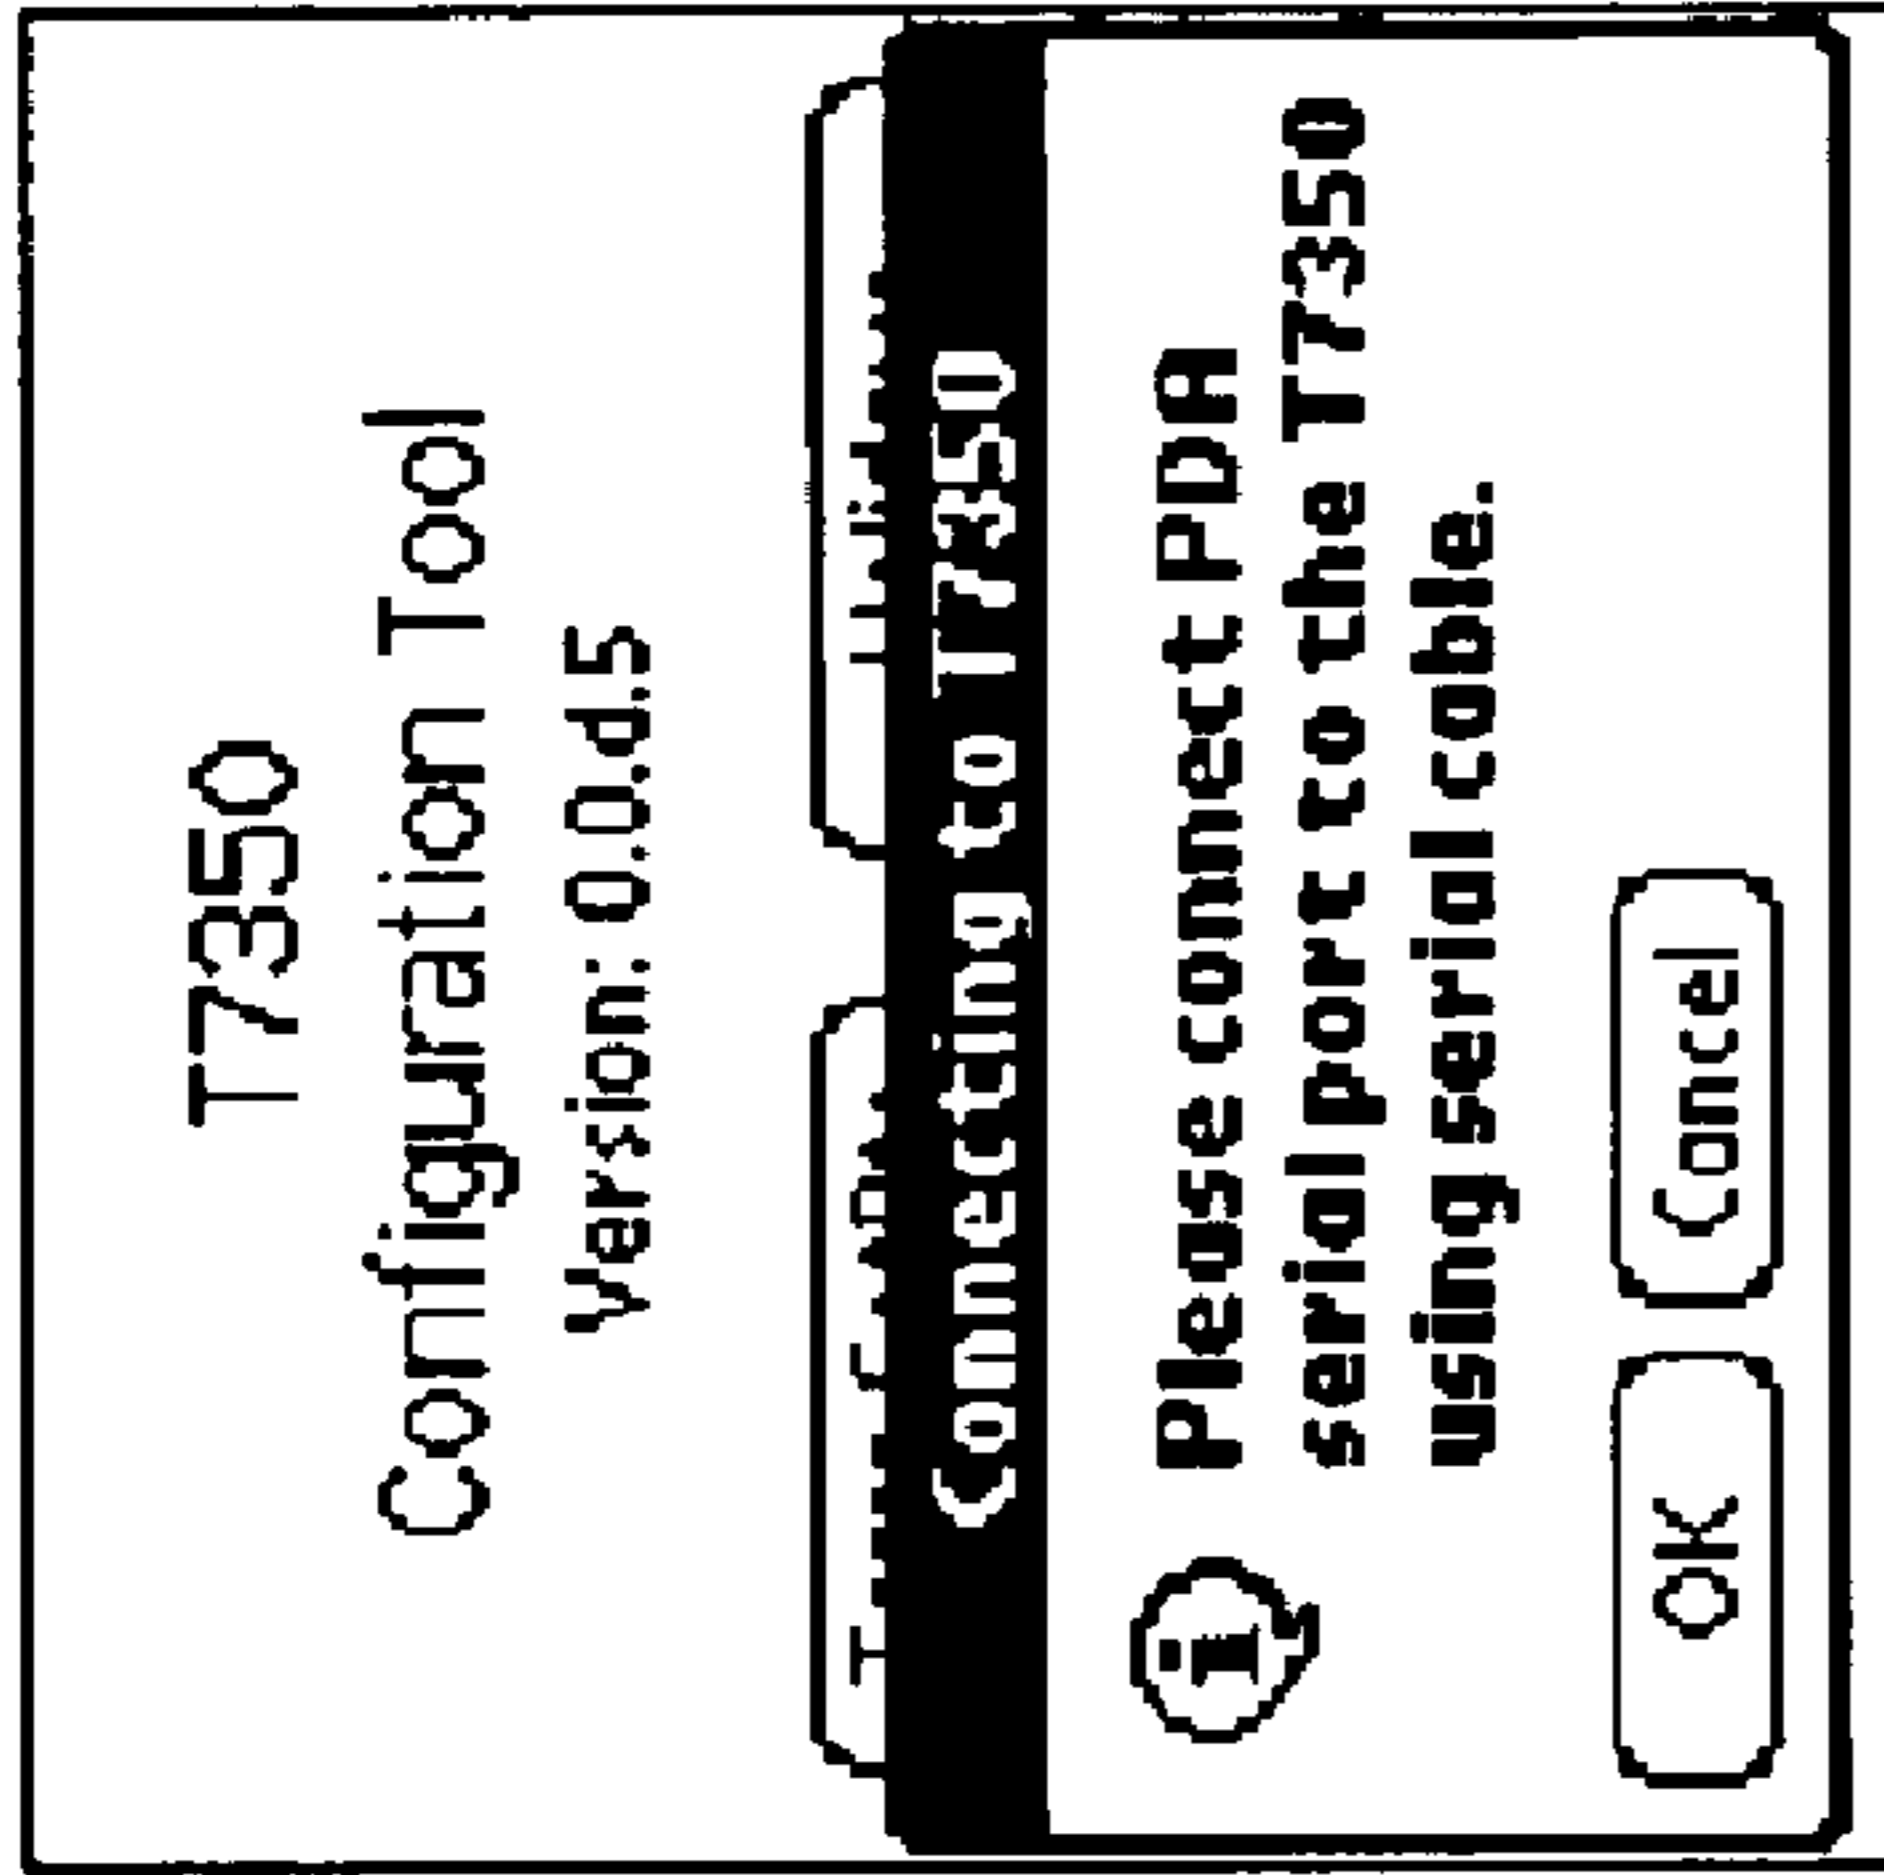 T7350
Configuration Tool
Version: 0.0.d.5
Connecting to T7350
Please connect PDA
serial port to the T7350
using serial cable.
OK Cancel